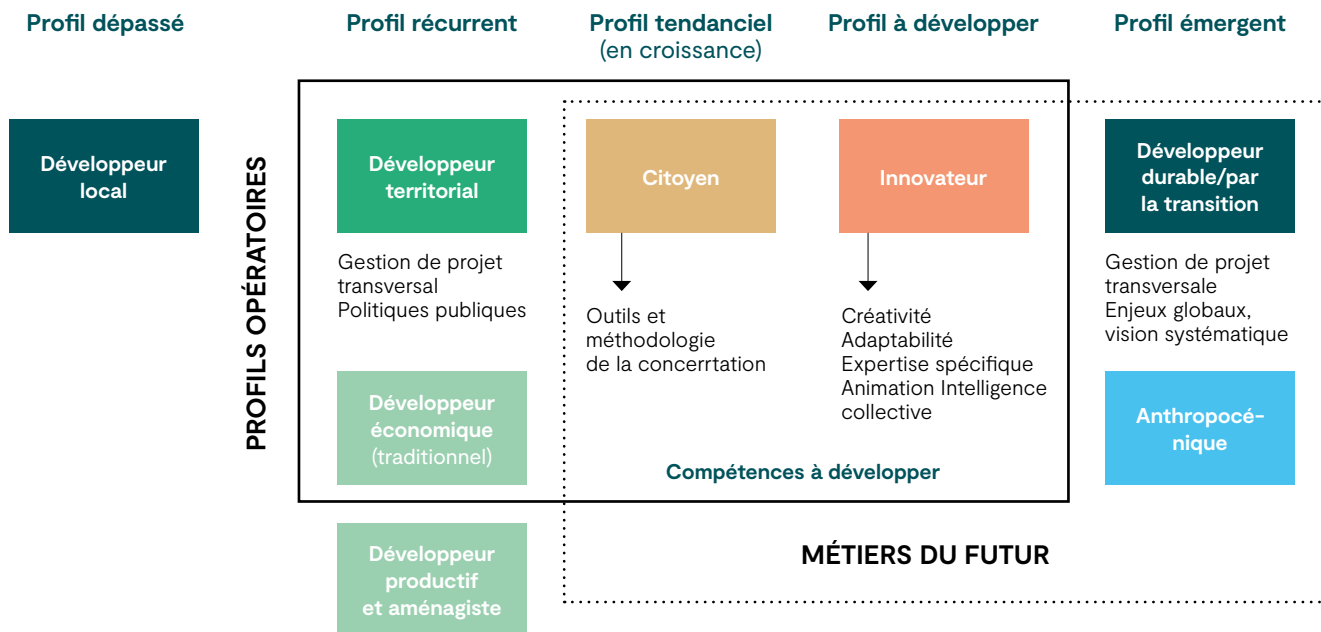 Profil dépassé
Profil récurrent
Profil tendanciel
(en croissance)
Profil à développer
Profil émergent
PROFILS OPÉRATOIRES
Développeur
local
Développeur
territorial
Gestion de projet
transversal
Politiques publiques
Développeur
économique
(traditionnel)
Développeur
productif
et aménagiste
Citoyen
Outils et
méthodologie
de la concerrtation
Innovateur
Créativité
Adaptabilité
Expertise spécifique
Animation Intelligence
collective
Compétences à développer
Développeur
durable/par
la transition
Gestion de projet
transversale
Enjeux globaux,
vision systématique
Anthropocé-
nique
MÉTIERS DU FUTUR